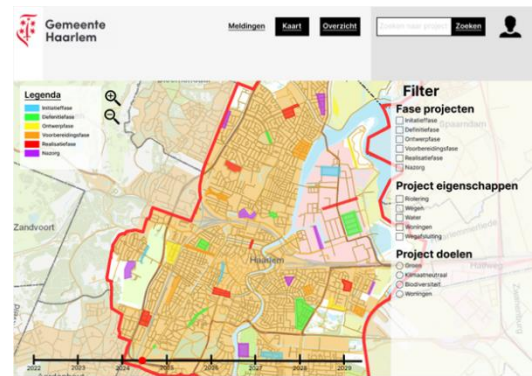 Gemeente
Haarlem
Meldingen
Kaart
Overzicht
Zoeken naar project
Zoeken
Legenda
Initiatiefase
Definitiefase
Ontwerpfase
Voorbereidingsfase
Realisatiefase
Nazorg
Filter
Fase projecten
Initiatiefase
Definitiefase
Ontwerpfase
Voorbereidingsfase
Realisatiefase
Nazorg
Project eigenschappen
Riolering
Wegen
Water
Woningen
Wegafsluiting
Project doelen
Groen
Klimaatneutraal
Biodiversiteit
Woningen
Spaarndam
Zandvoort
Haarlem
2022
2023
2024
2025
2026
2027
2028
2029